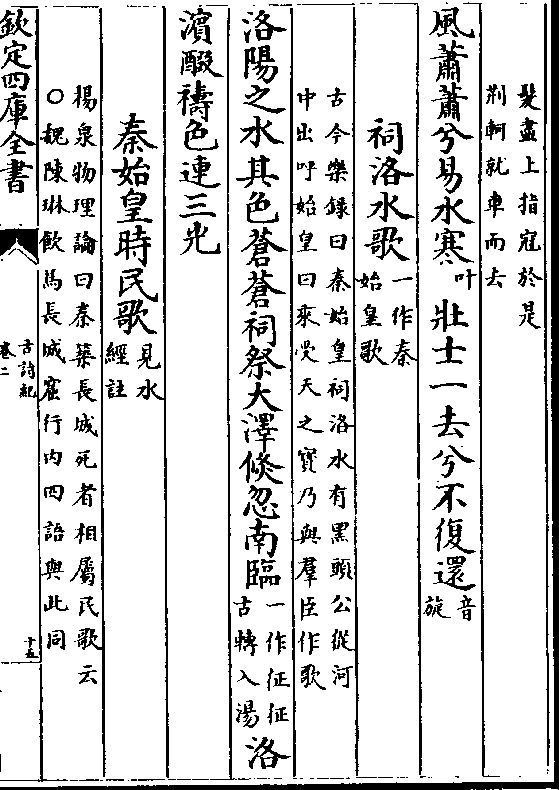 髮盡上指冠於是
荆軻就車而去
風蕭蕭兮易水寒叶壯士一去兮不復還音旋
祠洛水歌一作秦始皇歌
古今樂錄曰秦始皇祠洛水有黑頭公從河
中出呼始皇曰來受天之寶乃與羣臣作歌
洛陽之水其色蒼蒼祠祭大澤倐忽南臨一作征征古轉入湯洛
濱醊禱色連三光
秦始皇時民歌見水經註
楊泉物理論曰秦築長城死者相屬民歌云
○魏陳琳飲馬長城窟行内四語與此同
欽定四庫全書
古詩紀
卷二
十五